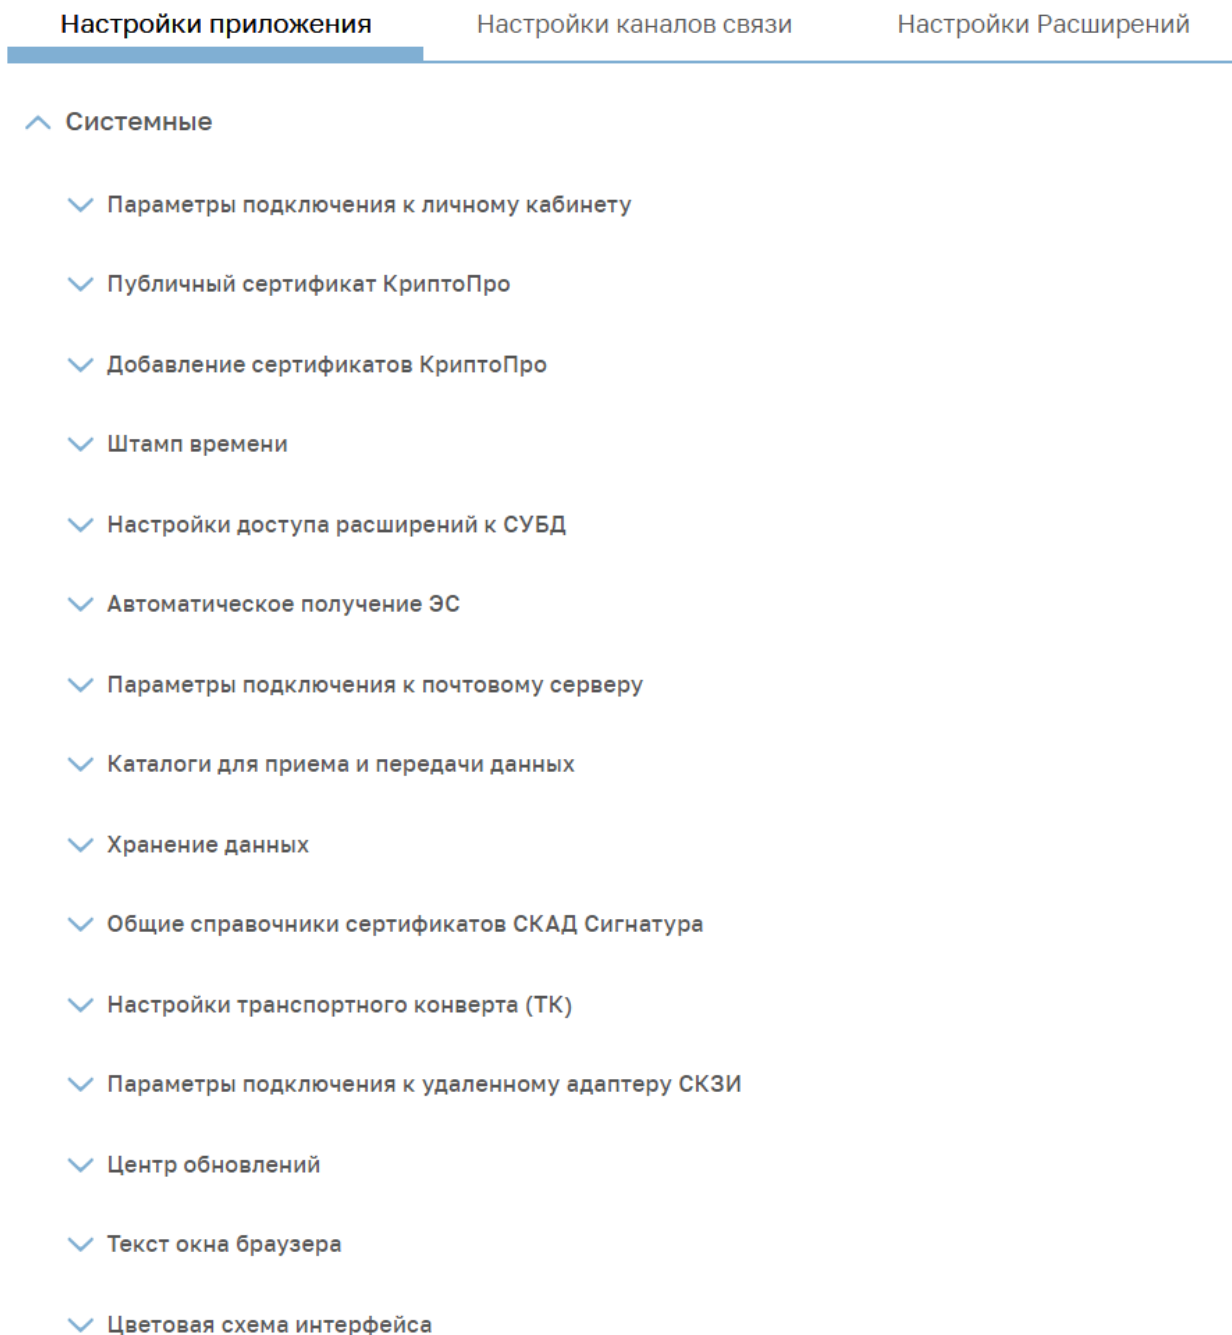 Настройки приложения Настройки каналов связи Настройки Расширений
Системные
Параметры подключения к личному кабинету
Публичный сертификат КриптоПро
Добавление сертификатов КриптоПро
Штамп времени
Настройки доступа расширений к СУБД
Автоматическое получение ЭС
Параметры подключения к почтовому серверу
Каталоги для приема и передачи данных
Хранение данных
Общие справочники сертификатов СКАД Сигнатура
Настройки транспортного конверта (ТК)
Параметры подключения к удаленному адаптеру СКЗИ
Центр обновлений
Текст окна браузера
Цветовая схема интерфейса